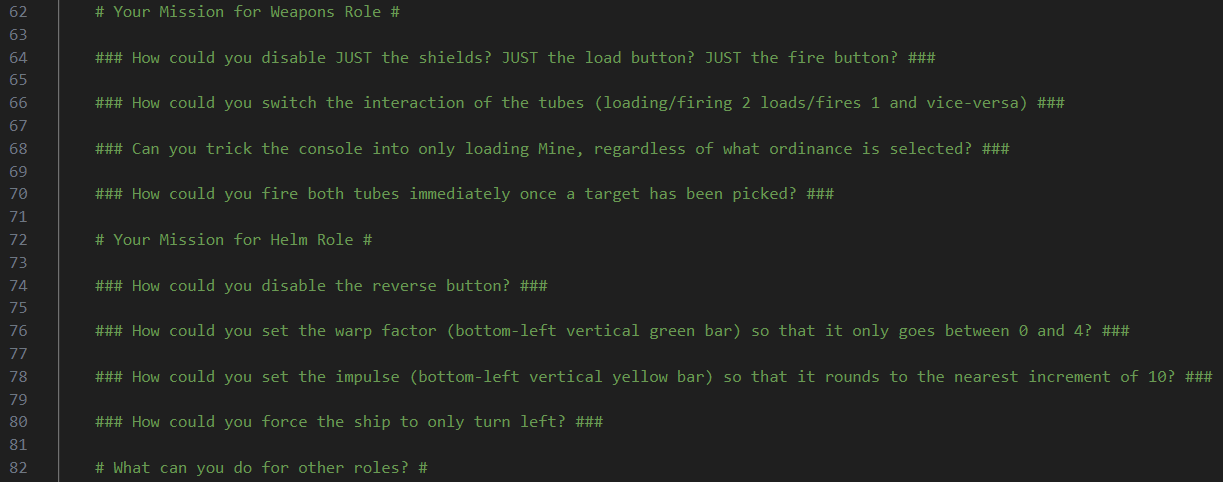 62 # Your Mission for Weapons Role #
63
64 ### How could you disable JUST the shields? JUST the load button? JUST the fire button? ###
65
66 ### How could you switch the interaction of the tubes (loading/firing 2 loads/fires 1 and vice-versa) ###
67
68 ### Can you trick the console into only loading Mine, regardless of what ordinance is selected? ###
69
70 ### How could you fire both tubes immediately once a target has been picked? ###
71
72 # Your Mission for Helm Role #
73
74 ### How could you disable the reverse button? ###
75
76 ### How could you set the warp factor (bottom-left vertical green bar) so that it only goes between 0 and 4? ###
77
78 ### How could you set the impulse (bottom-left vertical yellow bar) so that it rounds to the nearest increment of 10? ###
79
80 ### How could you force the ship to only turn left? ###
81
82 # What can you do for other roles? #